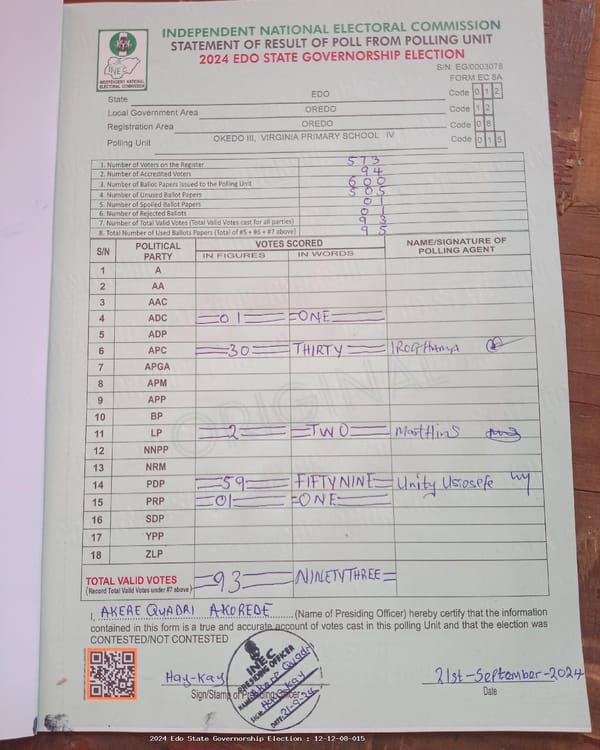 INDEPENDENT NATIONAL ELECTORAL COMMISSION
STATEMENT OF RESULT OF POLL FROM POLLING UNIT
2024 EDO STATE GOVERNORSHIP ELECTION
INEC
INDEPENDENT NATIONAL ELECTORAL COMMISSION
S/N: EG/0003078
FORM EC 8A
State EDO Code 0 1 2
Local Government Area OREDO Code 1 2
Registration Area OREDO Code 0 8
Polling Unit OKEDO III, VIRGINIA PRIMARY SCHOOL IV Code 0 1 5
1. Number of Voters on the Register 573
2. Number of Accredited Voters 94
3. Number of Ballot Papers Issued to the Polling Unit 600
4. Number of Unused Ballot Papers 505
5. Number of Spoiled Ballot Papers 01
6. Number of Rejected Ballots 01
7. Number of Total Valid Votes (Total Valid Votes cast for all parties) 93
8. Total Number of Used Ballots Papers (Total of #5 + #6 + #7 above) 95
S/N POLITICAL PARTY VOTES SCORED NAME/SIGNATURE OF POLLING AGENT
IN FIGURES IN WORDS
1 A
2 AA
3 AAC
4 ADC 01 ONE
5 ADP
6 APC 30 THIRTY
7 APGA
8 APM
9 APP
10 BP
11 LP 2 TWO
12 NNPP
13 NRM
14 PDP 59 FIFTYNINE Unity Usiosefe
15 PRP 01 ONE
16 SDP
17 YPP
18 ZLP
ORIGINAL
TOTAL VALID VOTES 93 NINETYTHREE
(Record Total Valid Votes under #7 above)
I, AKERE QUADRI AKOREDE (Name of Presiding Officer) hereby certify that the information
contained in this form is a true and accurate account of votes cast in this polling Unit and that the election was
CONTESTED/NOT CONTESTED
Hay-Kay
Sign/Stamp of Presiding Officer
INEC
PRESIDING OFFICER
DATE: 21-9-24
21st-September-2024
Date
2024 Edo State Governorship Election : 12-12-08-015